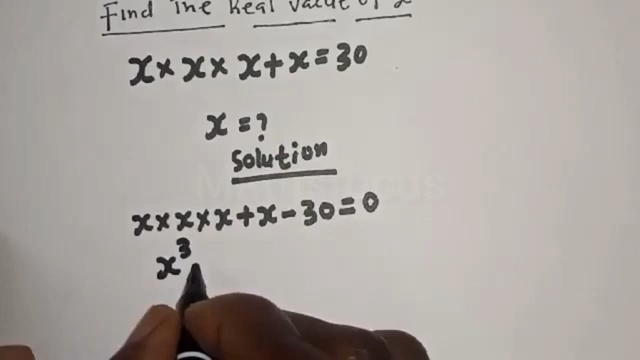 Find The Real Value of x
x × x × x + x = 30
x = ?
Solution
x × x × x + x - 30 = 0
x³